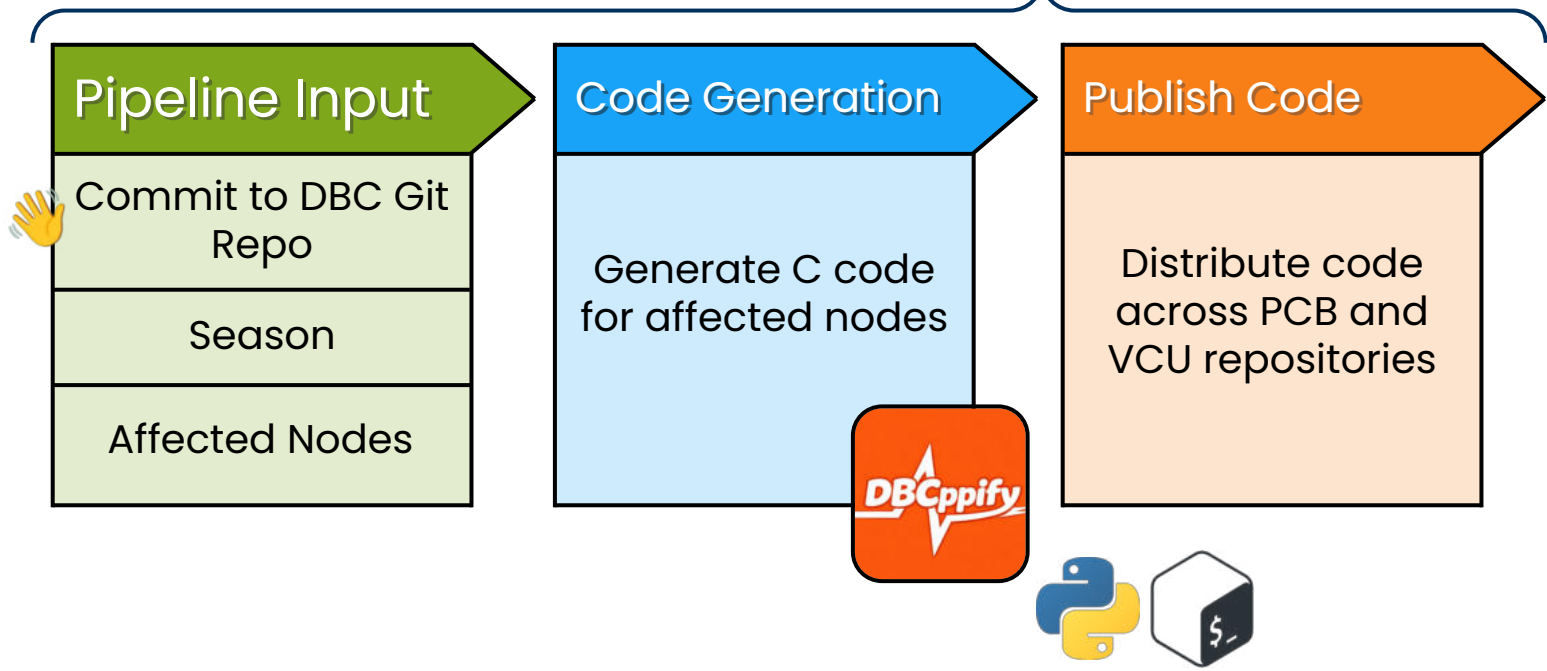 Pipeline Input
Commit to DBC Git
Repo
Season
Affected Nodes
Code Generation
Generate C code
for affected nodes
DBCppify
Publish Code
Distribute code
across PCB and
VCU repositories
$_